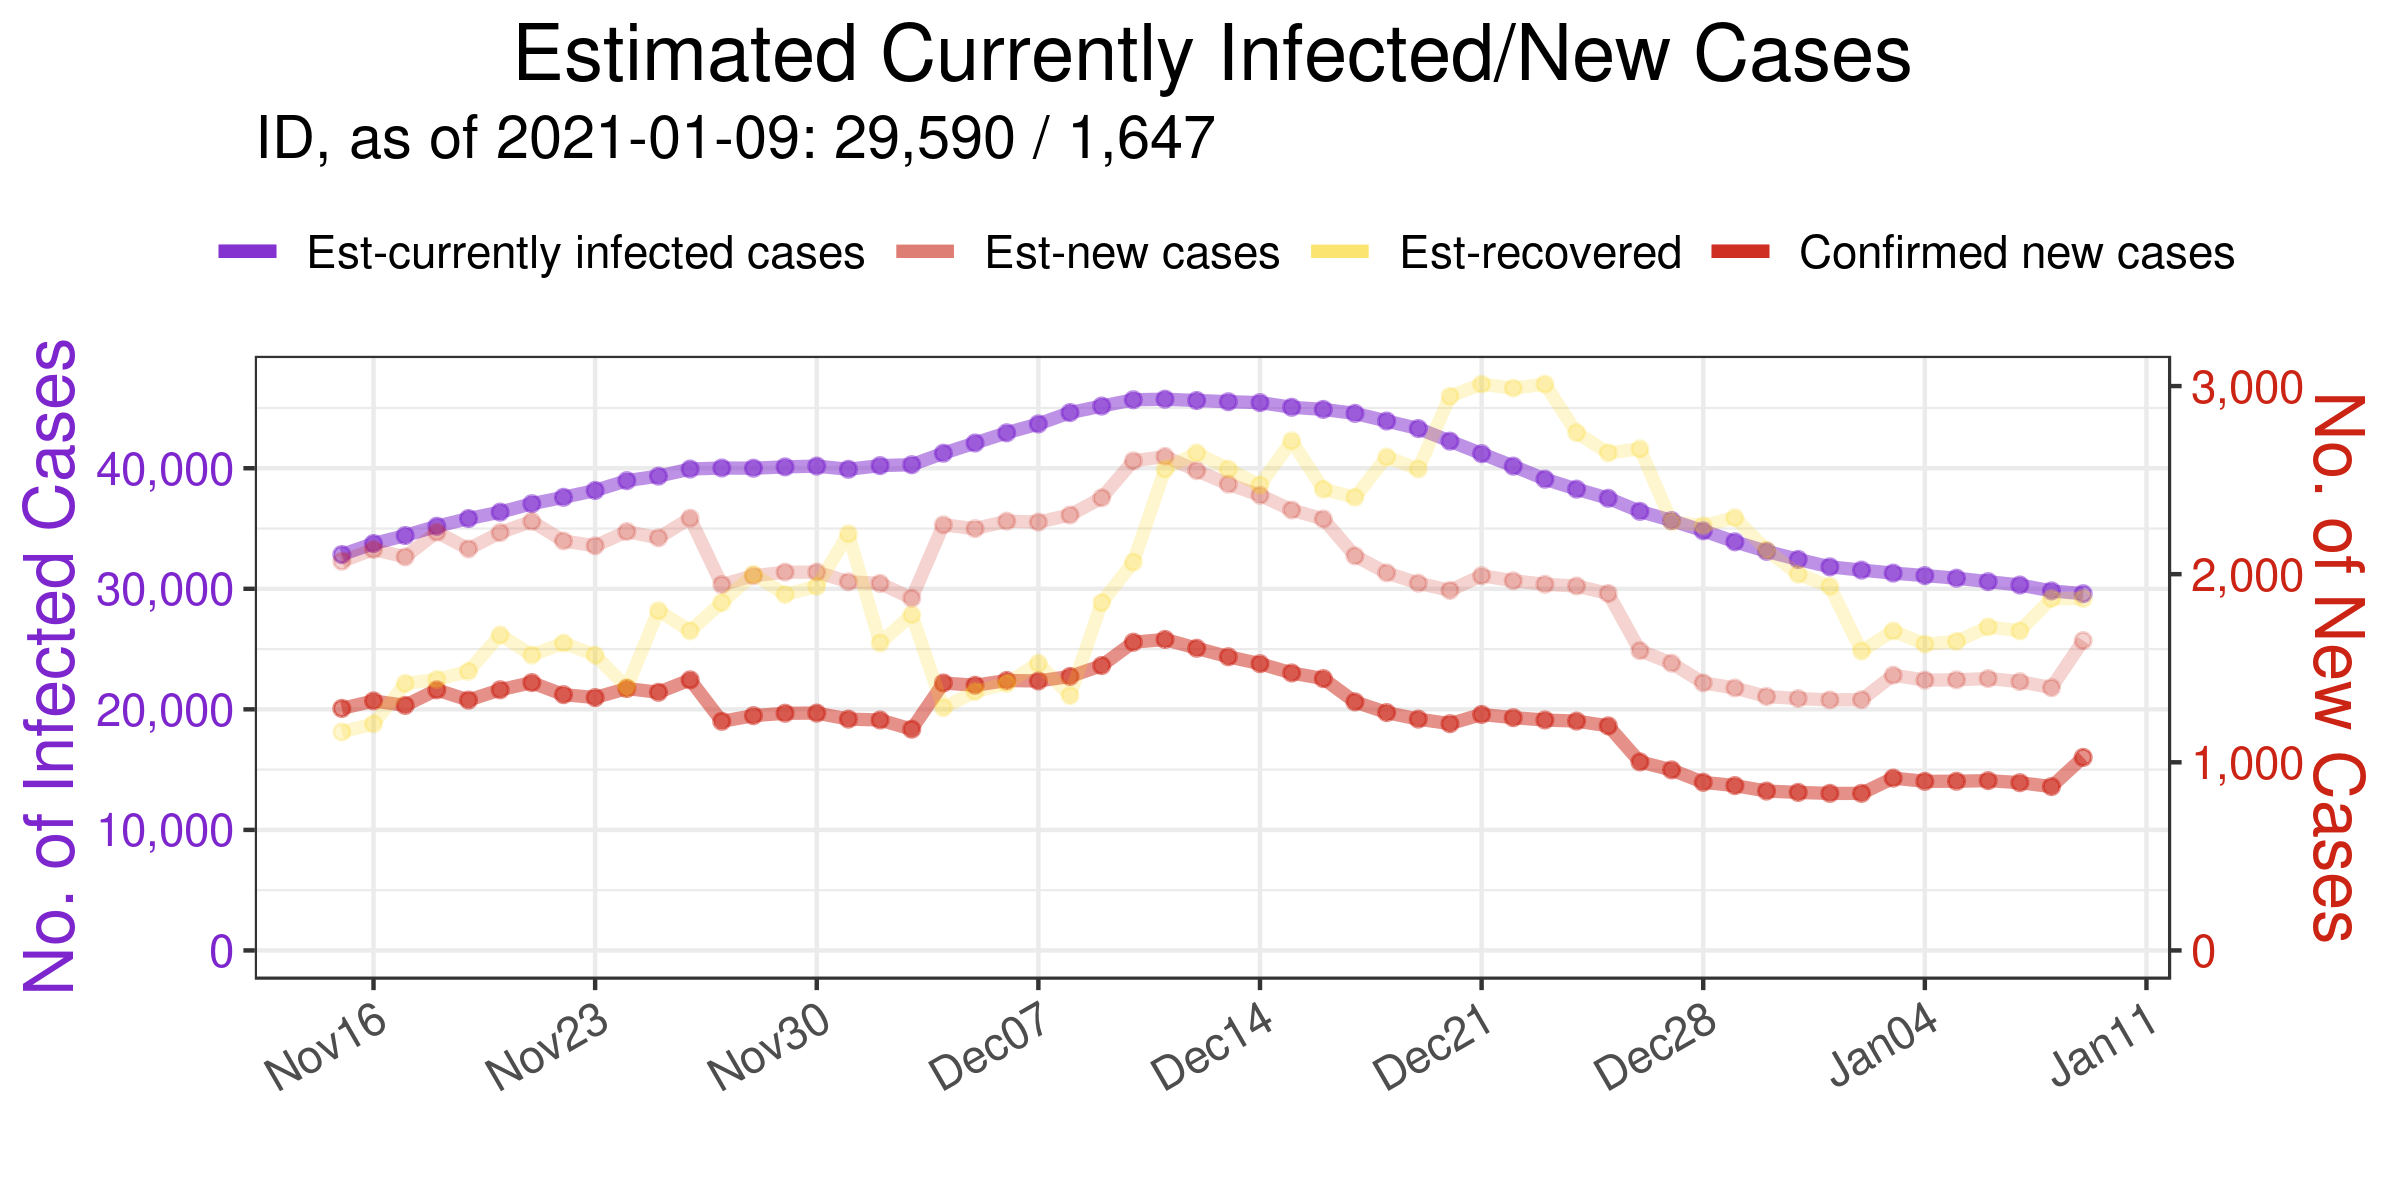 Estimated Currently Infected/New Cases
ID, as of 2021-01-09: 29,590 / 1,647
Est-currently infected cases Est-new cases Est-recovered Confirmed new cases
No. of Infected Cases
40,000
30,000
20,000
10,000
0
3,000
2,000
1,000
0
No. of New Cases
Nov16 Nov23 Nov30 Dec07 Dec14 Dec21 Dec28 Jan04 Jan11